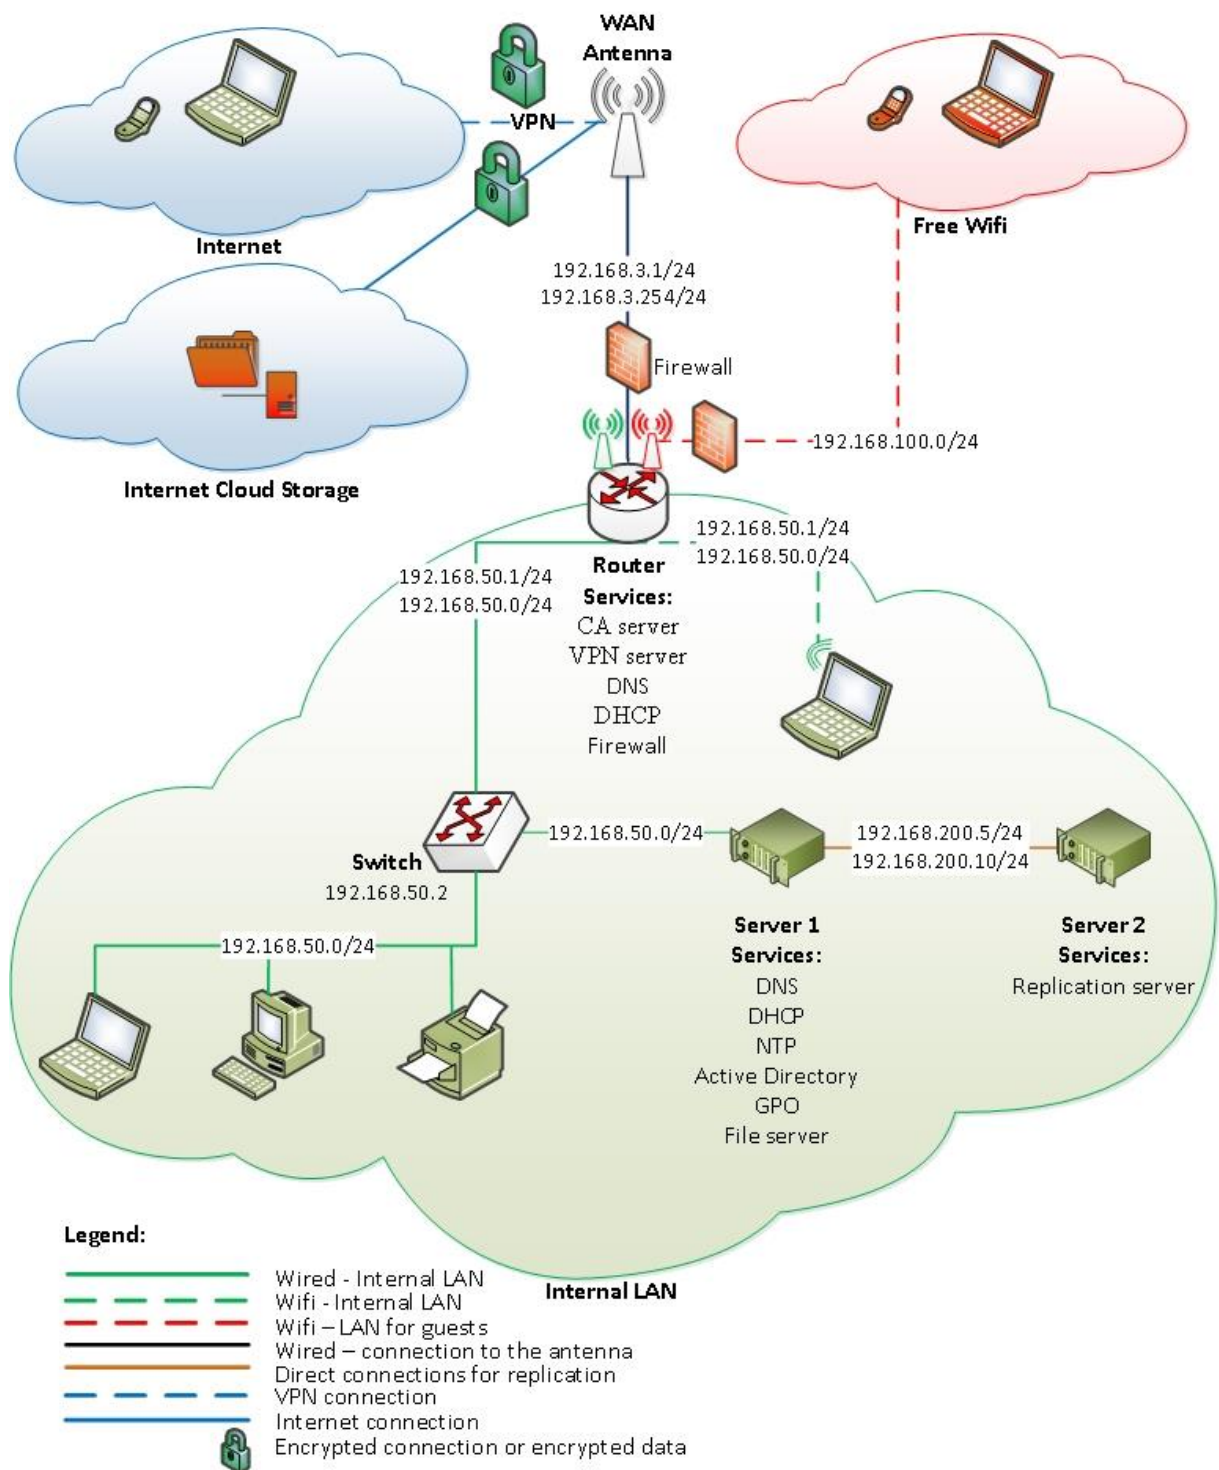 WAN
Antenna
VPN
Internet
Free Wifi
192.168.3.1/24
192.168.3.254/24
Firewall
192.168.100.0/24
Internet Cloud Storage
192.168.50.1/24
192.168.50.0/24
192.168.50.1/24
192.168.50.0/24
Router
Services:
CA server
VPN server
DNS
DHCP
Firewall
192.168.50.0/24
192.168.200.5/24
192.168.200.10/24
Switch
192.168.50.2
192.168.50.0/24
Server 1
Services:
DNS
DHCP
NTP
Active Directory
GPO
File server
Server 2
Services:
Replication server
Internal LAN
Legend:
Wired - Internal LAN
Wifi - Internal LAN
Wifi – LAN for guests
Wired – connection to the antenna
Direct connections for replication
VPN connection
Internet connection
Encrypted connection or encrypted data